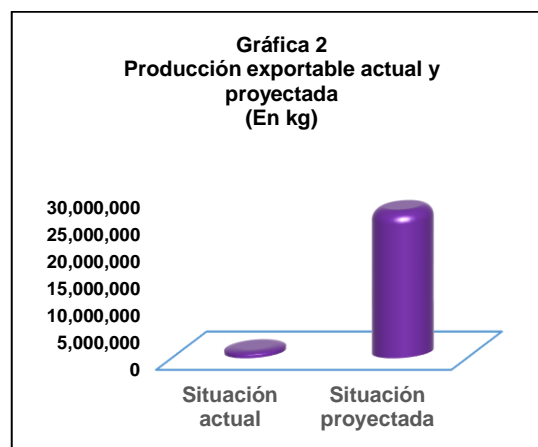 Gráfica 2
Producción exportable actual y
proyectada
(En kg)
30,000,000
25,000,000
20,000,000
15,000,000
10,000,000
5,000,000
0
Situación
actual
Situación
proyectada